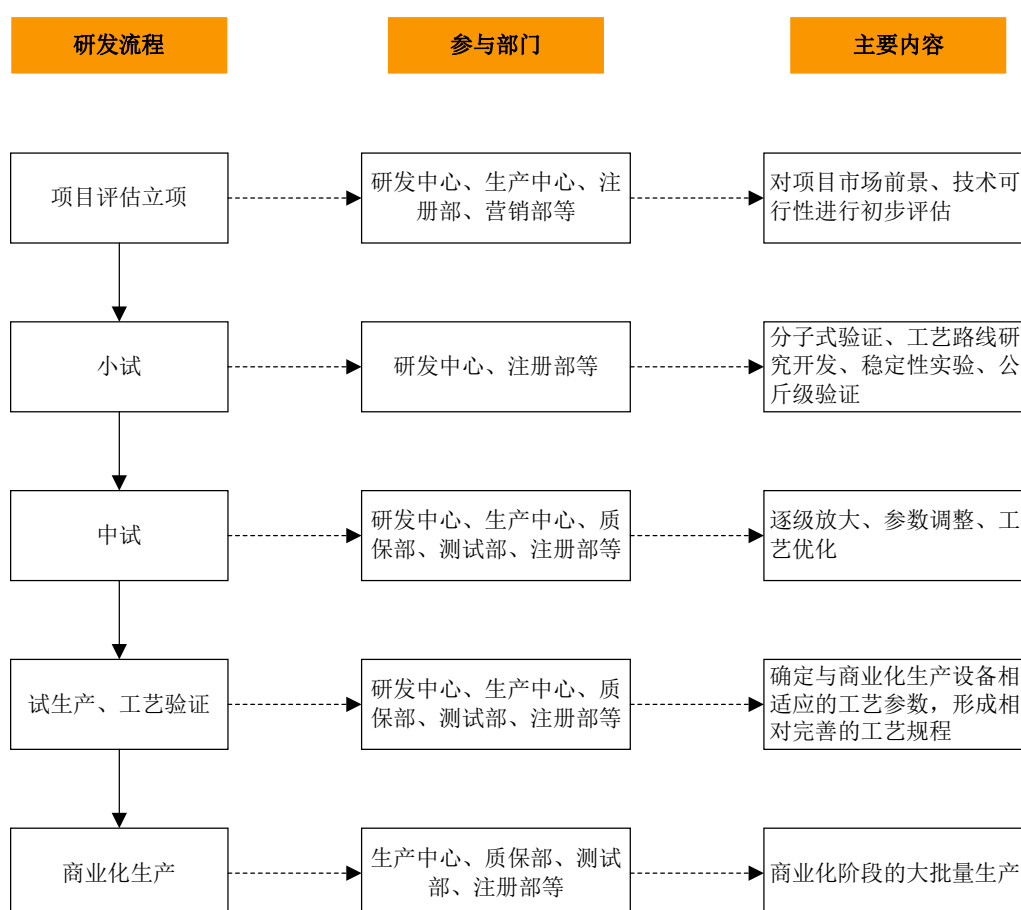 研发流程
参与部门
主要内容
项目评估立项
研发中心、生产中心、注
册部、营销部等
对项目市场前景、技术可
行性进行初步评估
小试
研发中心、注册部等
分子式验证、工艺路线研
究开发、稳定性实验、公
斤级验证
中试
研发中心、生产中心、质
保部、测试部、注册部等
逐级放大、参数调整、工
艺优化
试生产、工艺验证
研发中心、生产中心、质
保部、测试部、注册部等
确定与商业化生产设备相
适应的工艺参数，形成相
对完善的工艺规程
商业化生产
生产中心、质保部、测试
部、注册部等
商业化阶段的大批量生产